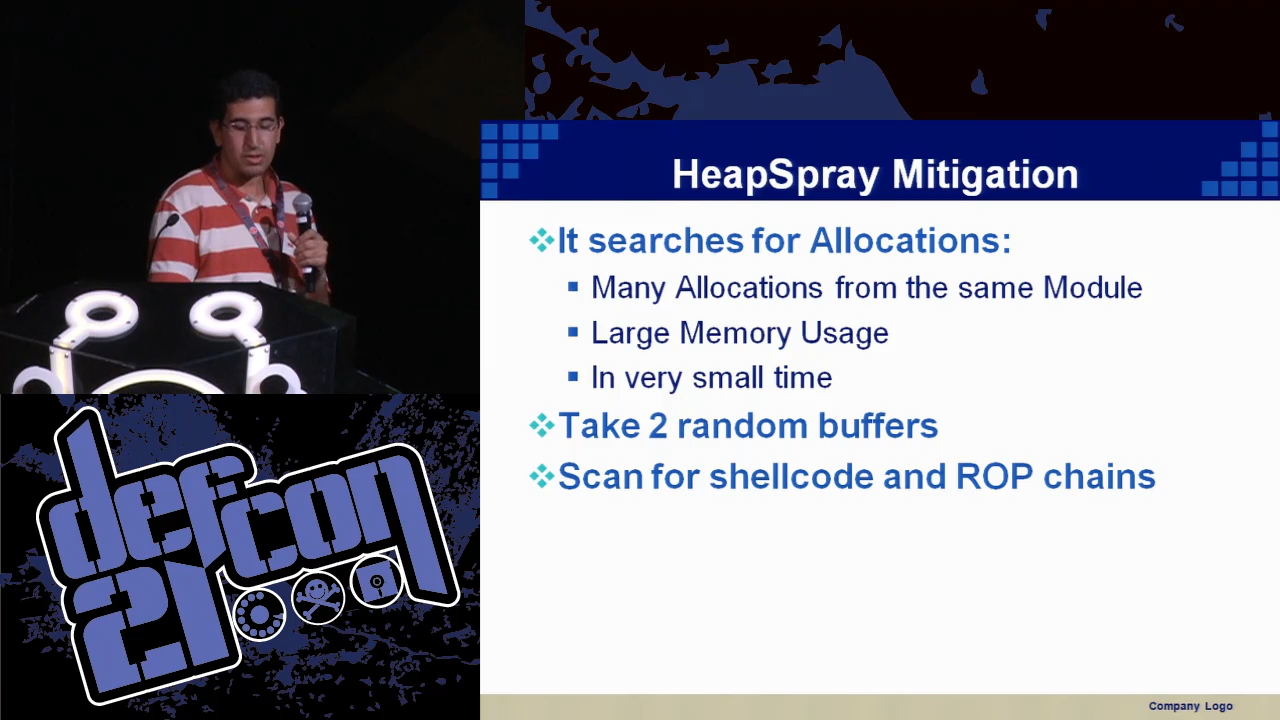 HeapSpray Mitigation
It searches for Allocations:
Many Allocations from the same Module
Large Memory Usage
In very small time
Take 2 random buffers
Scan for shellcode and ROP chains
defcon
21
Company Logo